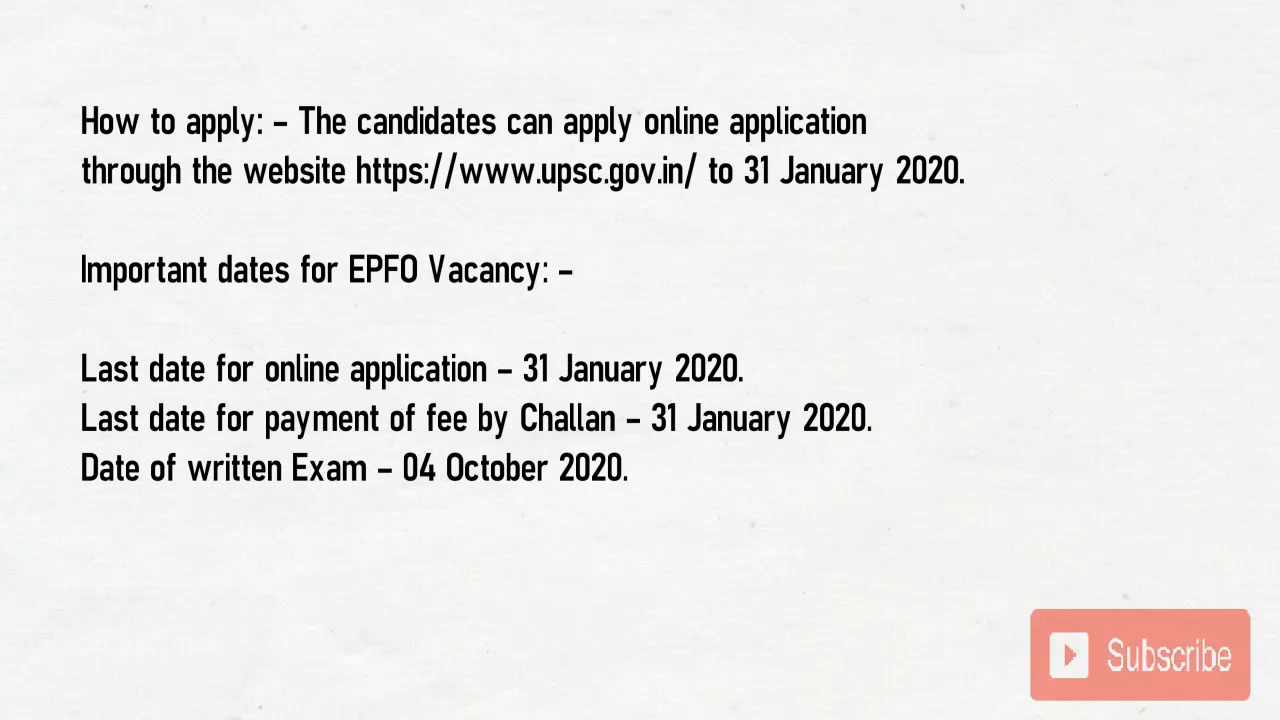 How to apply: - The candidates can apply online application
through the website https://www.upsc.gov.in/ to 31 January 2020.
Important dates for EPFO Vacancy: -
Last date for online application - 31 January 2020.
Last date for payment of fee by Challan - 31 January 2020.
Date of written Exam - 04 October 2020.
Subscribe